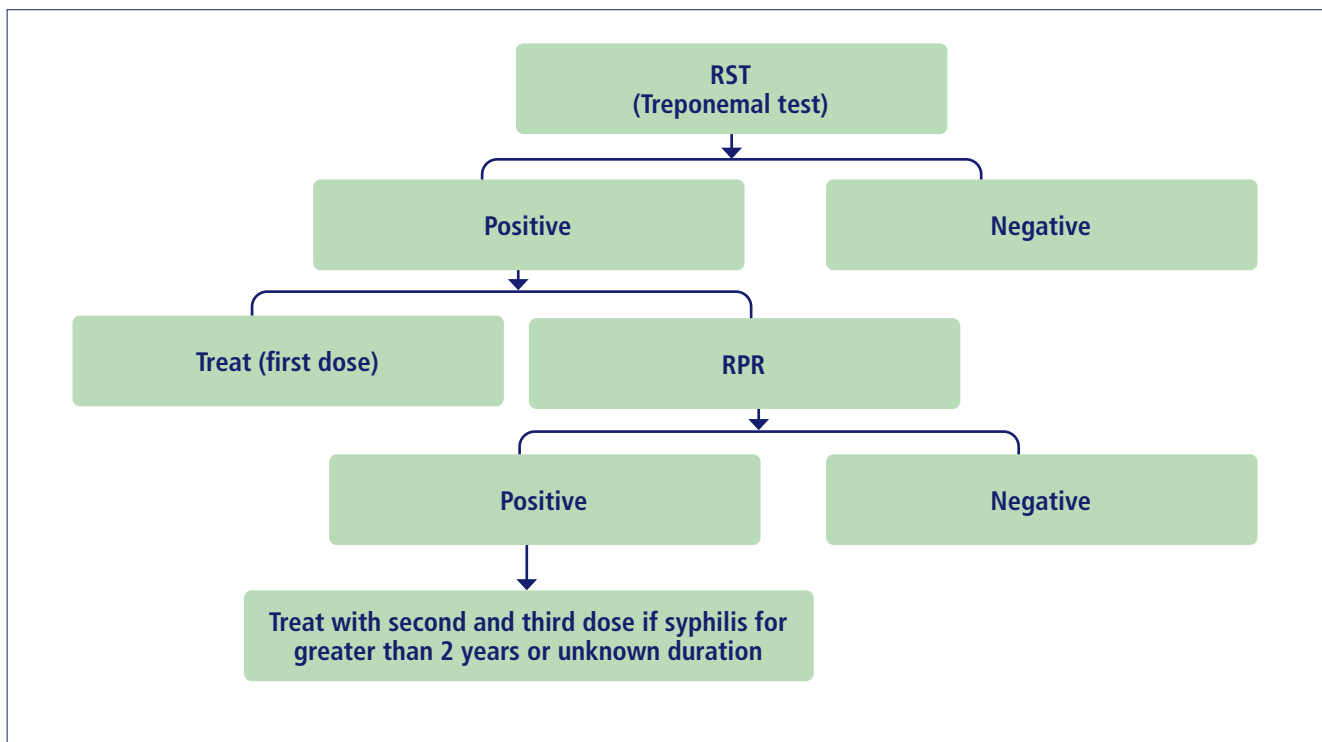 RST
(Treponemal test)
Positive
Negative
Treat (first dose)
RPR
Positive
Negative
Treat with second and third dose if syphilis for
greater than 2 years or unknown duration